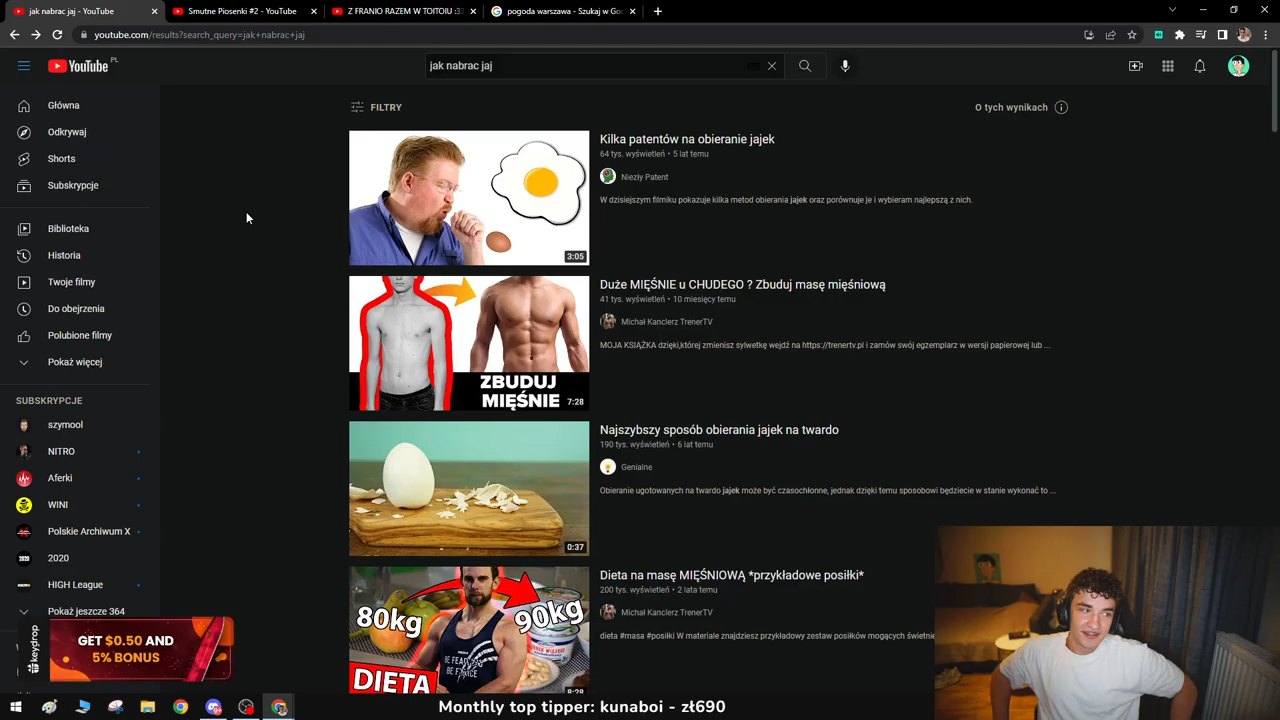 jak nabrac jaj - YouTube
Smutne Piosenki #2 - YouTube
Z FRANIO RAZEM W TOITOIU :33
pogoda warszawa - Szukaj w Goo
youtube.com/results?search_query=jak+nabrac+jaj
YouTube PL
jak nabrac jaj
FILTRY
O tych wynikach
Główna
Odkrywaj
Shorts
Subskrypcje
Biblioteka
Historia
Twoje filmy
Do obejrzenia
Polubione filmy
Pokaż więcej
SUBSKRYPCJE
szymool
NITRO
Aferki
WINI
Polskie Archiwum X
2020
HIGH League
Pokaż jeszcze 364
3:05
Kilka patentów na obieranie jajek
64 tys. wyświetleń • 5 lat temu
Niezły Patent
W dzisiejszym filmiku pokazuje kilka metod obierania jajek oraz porównuje je i wybieram najlepszą z nich.
ZBUDUJ
MIĘŚNIE
7:28
Duże MIĘŚNIE u CHUDEGO ? Zbuduj masę mięśniową
41 tys. wyświetleń • 10 miesięcy temu
Michał Kanclerz TrenerTV
MOJA KSIĄŻKA dzięki,której zmienisz sylwetkę wejdź na https://trenertv.pl i zamów swój egzemplarz w wersji papierowej lub ...
0:37
Najszybszy sposób obierania jajek na twardo
190 tys. wyświetleń • 6 lat temu
Genialne
Obieranie ugotowanych na twardo jajek może być czasochłonne, jednak dzięki temu sposobowi będziecie w stanie wykonać to ...
80kg
90kg
DIETA
8:28
Dieta na masę MIĘŚNIOWĄ *przykładowe posiłki*
200 tys. wyświetleń • 2 lata temu
Michał Kanclerz TrenerTV
dieta #masa #posiłki W materiale znajdziesz przykładowy zestaw posiłków mogących świetnie
keydrop
GET $0.50 AND
5% BONUS
Monthly top tipper: kunaboi - zł690